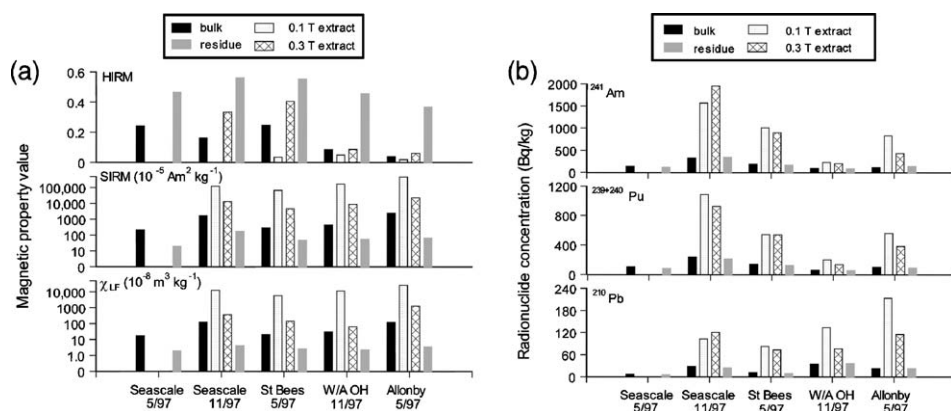 bulk 0.1 T extract
residue 0.3 T extract
(a)
HIRM
0.6
0.4
0.2
0
SIRM (10⁻⁵ Am² kg⁻¹)
100,000
10,000
1000
100
10
χLF (10⁻⁸ m³ kg⁻¹)
10,000
1000
100
10
1.0
Magnetic property value
Seascale Seascale St Bees W/A OH Allonby
5/97 11/97 5/97 11/97 5/97
bulk 0.1 T extract
residue 0.3 T extract
(b)
²⁴¹Am
2000
1500
1000
500
0
²³⁹⁺²⁴⁰Pu
1200
800
400
0
²¹⁰Pb
120
180
120
60
0
Radionuclide concentration (Bq/kg)
Seascale Seascale St Bees W/A OH Allonby
5/97 11/97 5/97 11/97 5/97